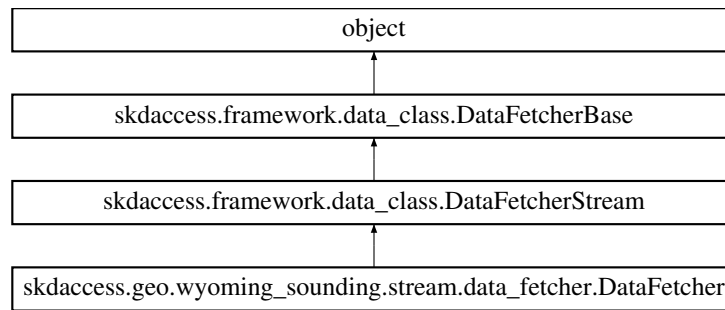 object
skdaccess.framework.data_class.DataFetcherBase
skdaccess.framework.data_class.DataFetcherStream
skdaccess.geo.wyoming_sounding.stream.data_fetcher.DataFetcher